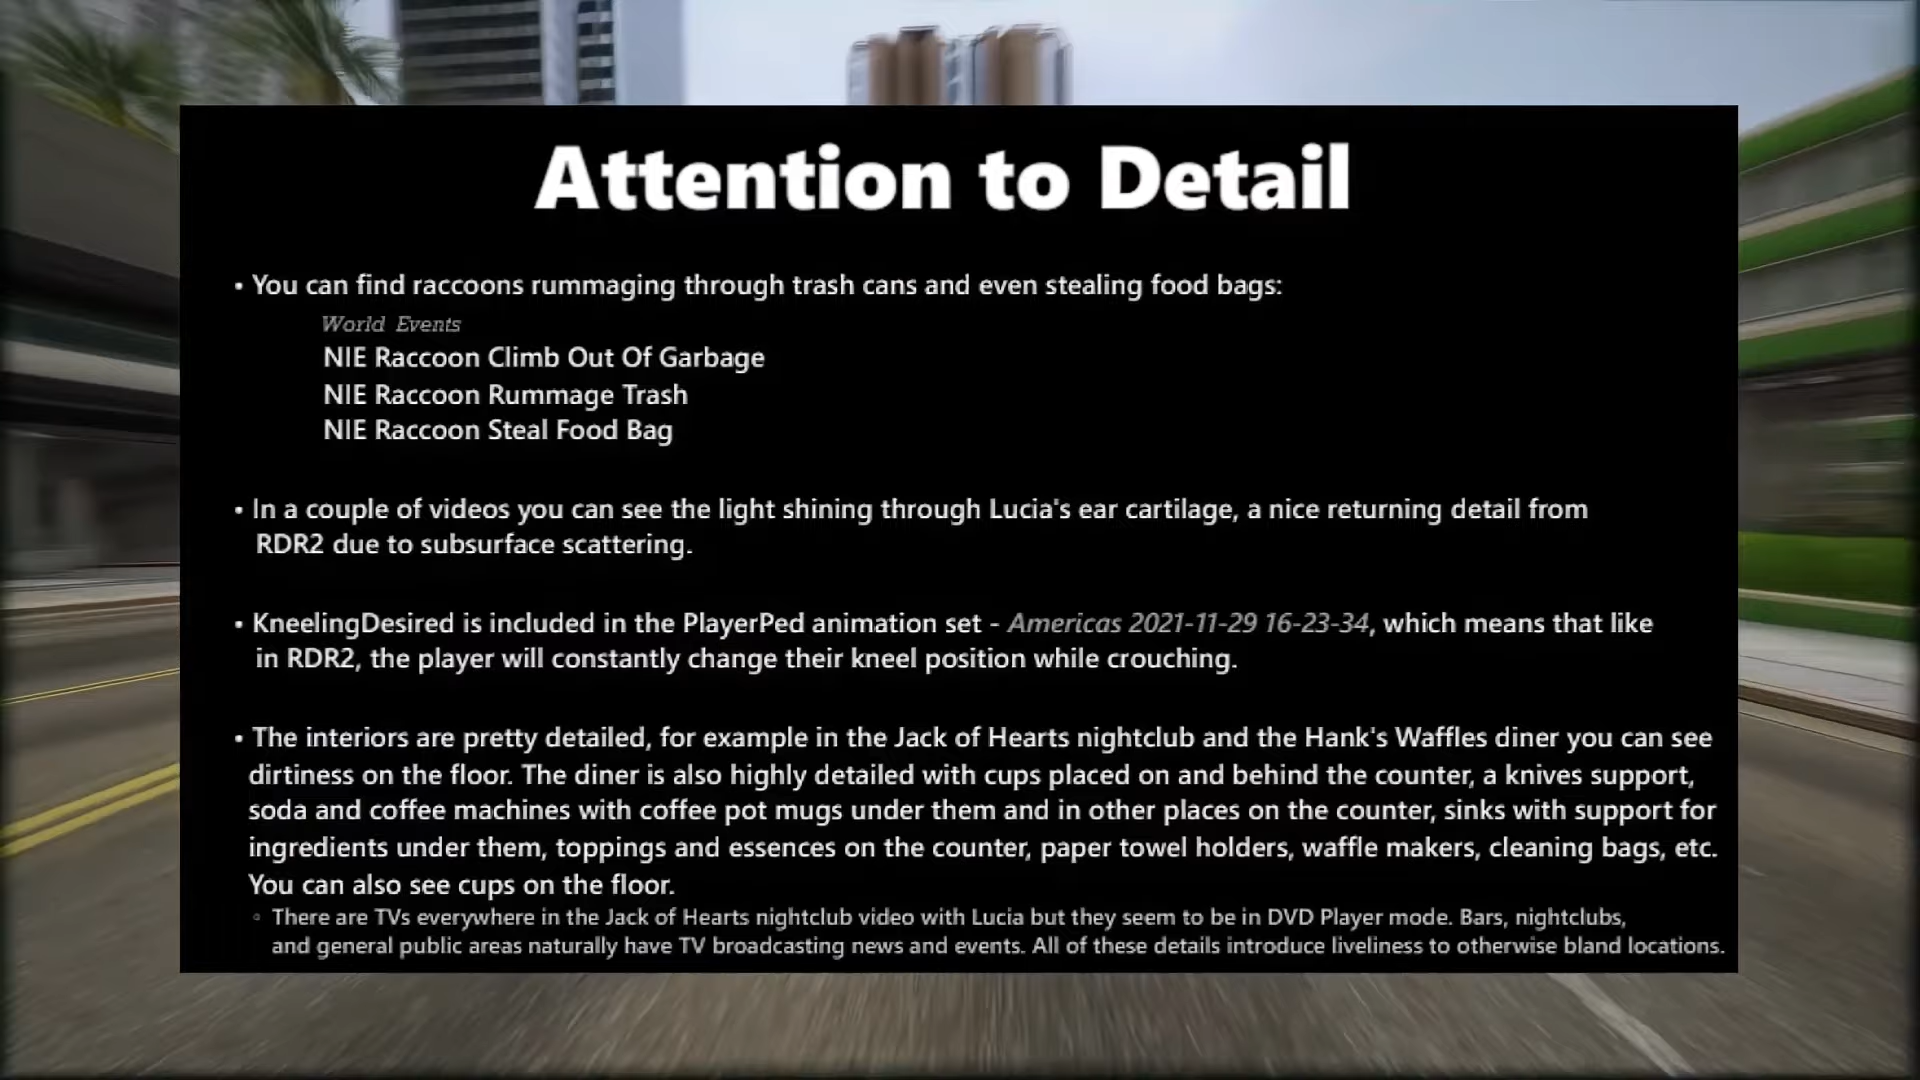 Attention to Detail
• You can find raccoons rummaging through trash cans and even stealing food bags:
World Events
NIE Raccoon Climb Out Of Garbage
NIE Raccoon Rummage Trash
NIE Raccoon Steal Food Bag
• In a couple of videos you can see the light shining through Lucia's ear cartilage, a nice returning detail from
RDR2 due to subsurface scattering.
• KneelingDesired is included in the PlayerPed animation set - Americas 2021-11-29 16-23-34, which means that like
in RDR2, the player will constantly change their kneel position while crouching.
• The interiors are pretty detailed, for example in the Jack of Hearts nightclub and the Hank's Waffles diner you can see
dirtiness on the floor. The diner is also highly detailed with cups placed on and behind the counter, a knives support,
soda and coffee machines with coffee pot mugs under them and in other places on the counter, sinks with support for
ingredients under them, toppings and essences on the counter, paper towel holders, waffle makers, cleaning bags, etc.
You can also see cups on the floor.
◦ There are TVs everywhere in the Jack of Hearts nightclub video with Lucia but they seem to be in DVD Player mode. Bars, nightclubs,
and general public areas naturally have TV broadcasting news and events. All of these details introduce liveliness to otherwise bland locations.